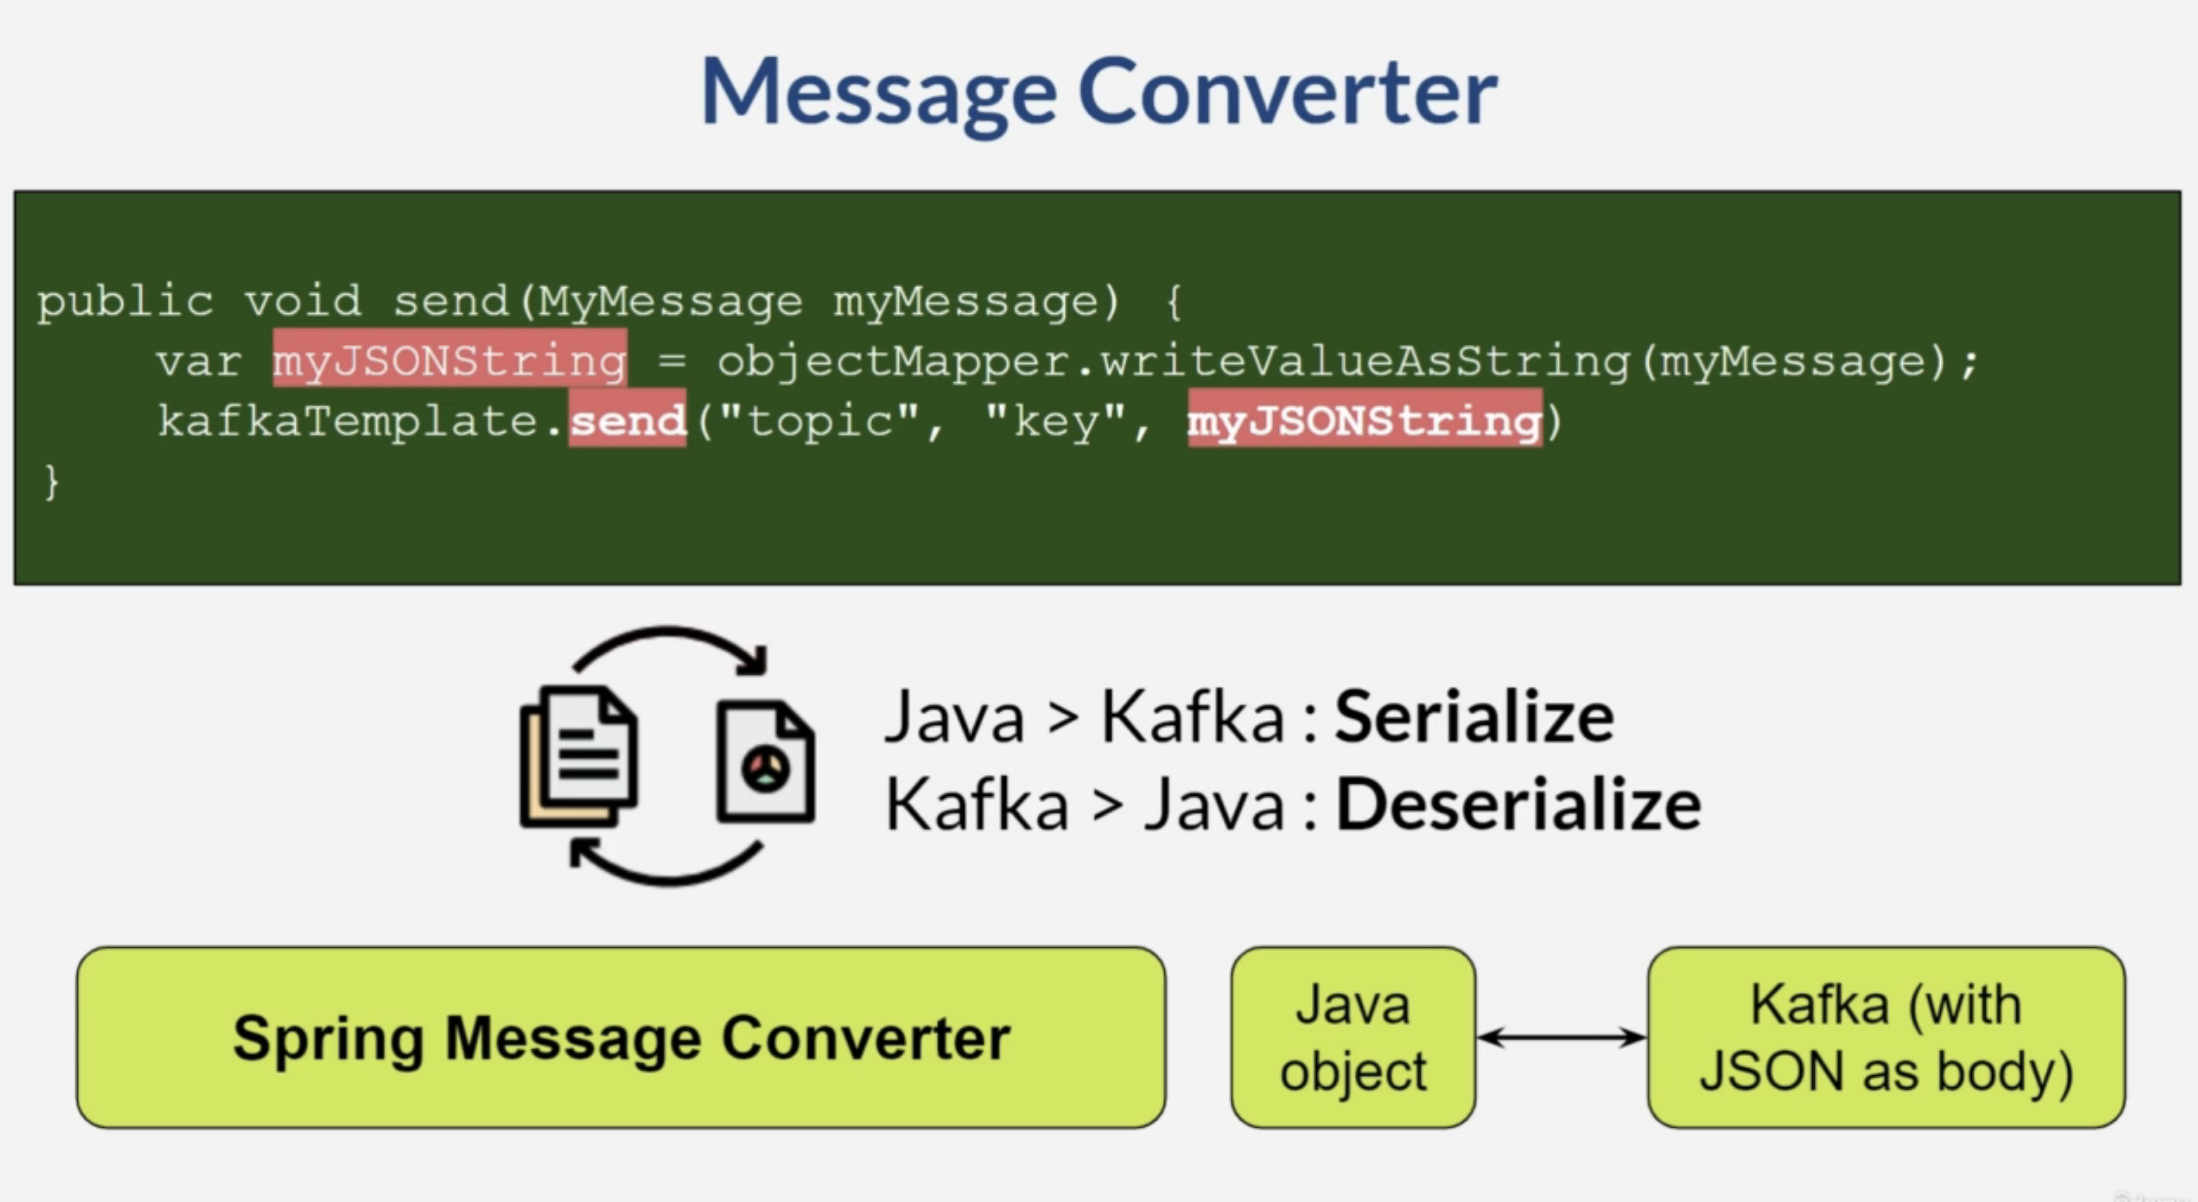 Message Converter
public void send(MyMessage myMessage) {
var myJSONString = objectMapper.writeValueAsString(myMessage);
kafkaTemplate.send("topic", "key", myJSONString)
}
Java > Kafka : Serialize
Kafka > Java : Deserialize
Spring Message Converter
Java
object
Kafka (with
JSON as body)